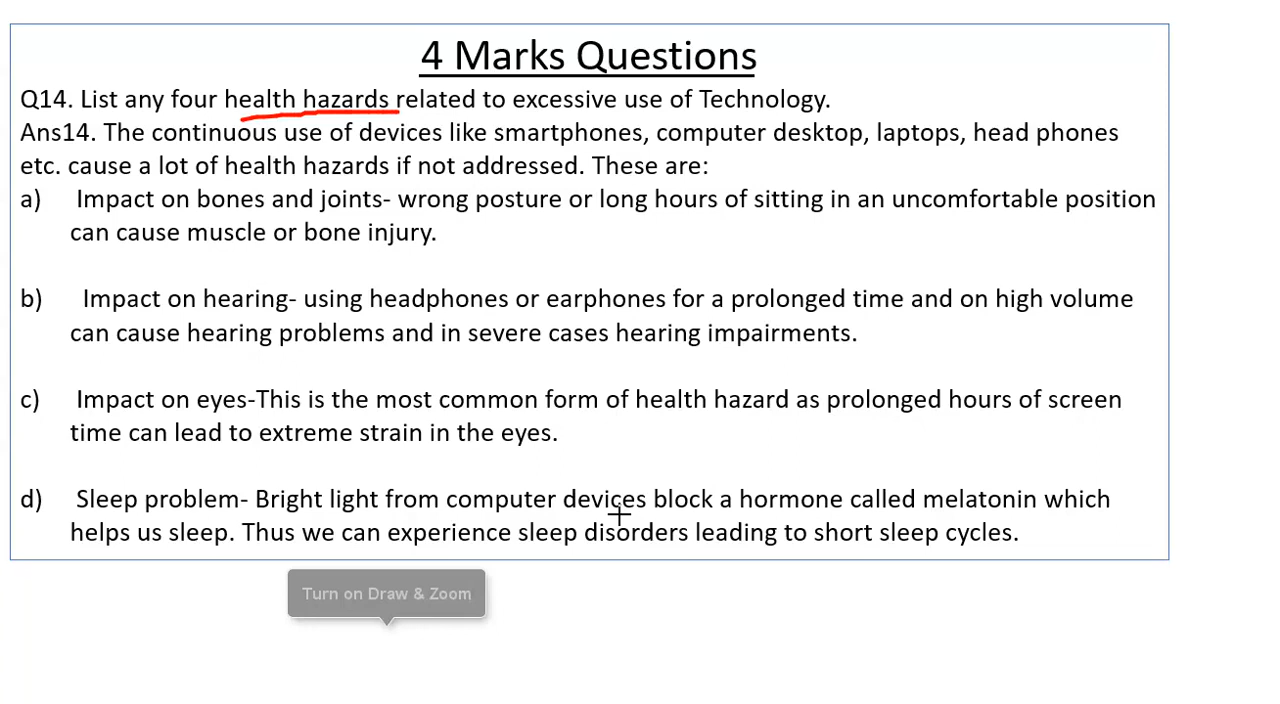 4 Marks Questions
Q14. List any four health hazards related to excessive use of Technology.
Ans14. The continuous use of devices like smartphones, computer desktop, laptops, head phones
etc. cause a lot of health hazards if not addressed. These are:
a) Impact on bones and joints- wrong posture or long hours of sitting in an uncomfortable position
can cause muscle or bone injury.
b) Impact on hearing- using headphones or earphones for a prolonged time and on high volume
can cause hearing problems and in severe cases hearing impairments.
c) Impact on eyes-This is the most common form of health hazard as prolonged hours of screen
time can lead to extreme strain in the eyes.
d) Sleep problem- Bright light from computer devices block a hormone called melatonin which
helps us sleep. Thus we can experience sleep disorders leading to short sleep cycles.
Turn on Draw & Zoom